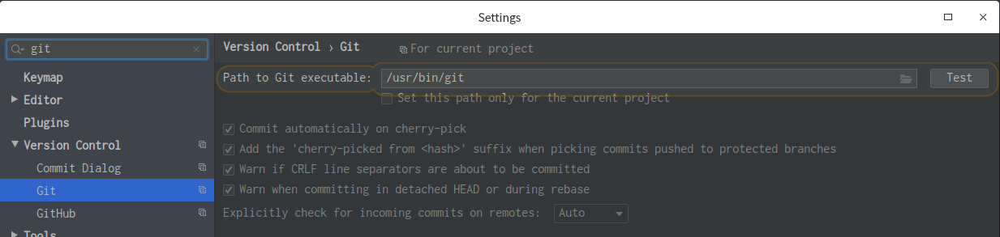 Settings
git
Keymap
Editor
Plugins
Version Control
Commit Dialog
Git
GitHub
Tools
Version Control › Git For current project
Path to Git executable: /usr/bin/git Test
Set this path only for the current project
Commit automatically on cherry-pick
Add the 'cherry-picked from <hash>' suffix when picking commits pushed to protected branches
Warn if CRLF line separators are about to be committed
Warn when committing in detached HEAD or during rebase
Explicitly check for incoming commits on remotes: Auto